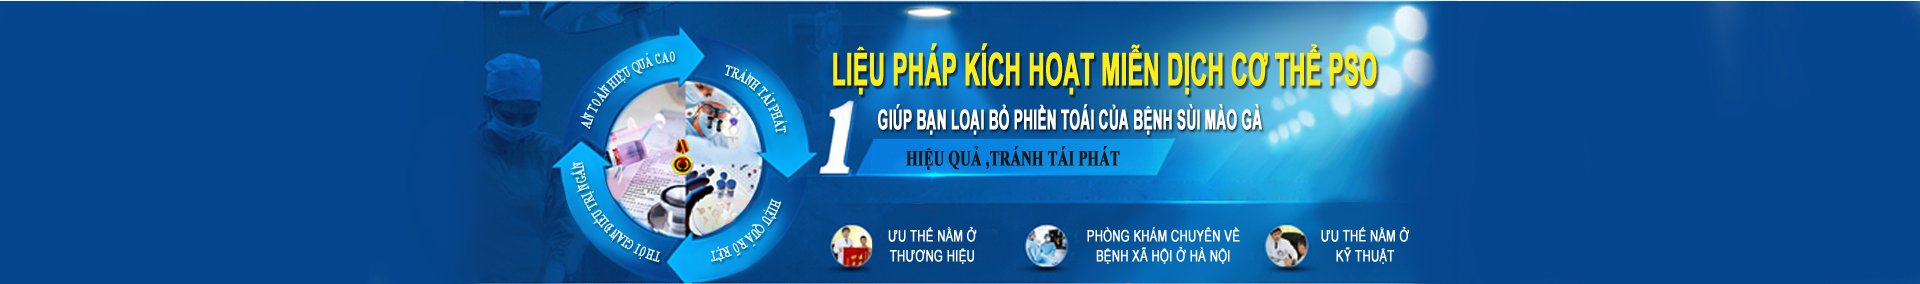 AN TOÀN HIỆU QUẢ CAO
TRÁNH TÁI PHÁT
HIỆU QUẢ RÕ RỆT
THỜI GIAN ĐIỀU TRỊ NGẮN
LIỆU PHÁP KÍCH HOẠT MIỄN DỊCH CƠ THỂ PSO
1
GIÚP BẠN LOẠI BỎ PHIỀN TOÁI CỦA BỆNH SÙI MÀO GÀ
HIỆU QUẢ ,TRÁNH TÁI PHÁT
ƯU THẾ NẰM Ở
THƯƠNG HIỆU
PHÒNG KHÁM CHUYÊN VỀ
BỆNH XÃ HỘI Ở HÀ NỘI
ƯU THẾ NẰM Ở
KỸ THUẬT